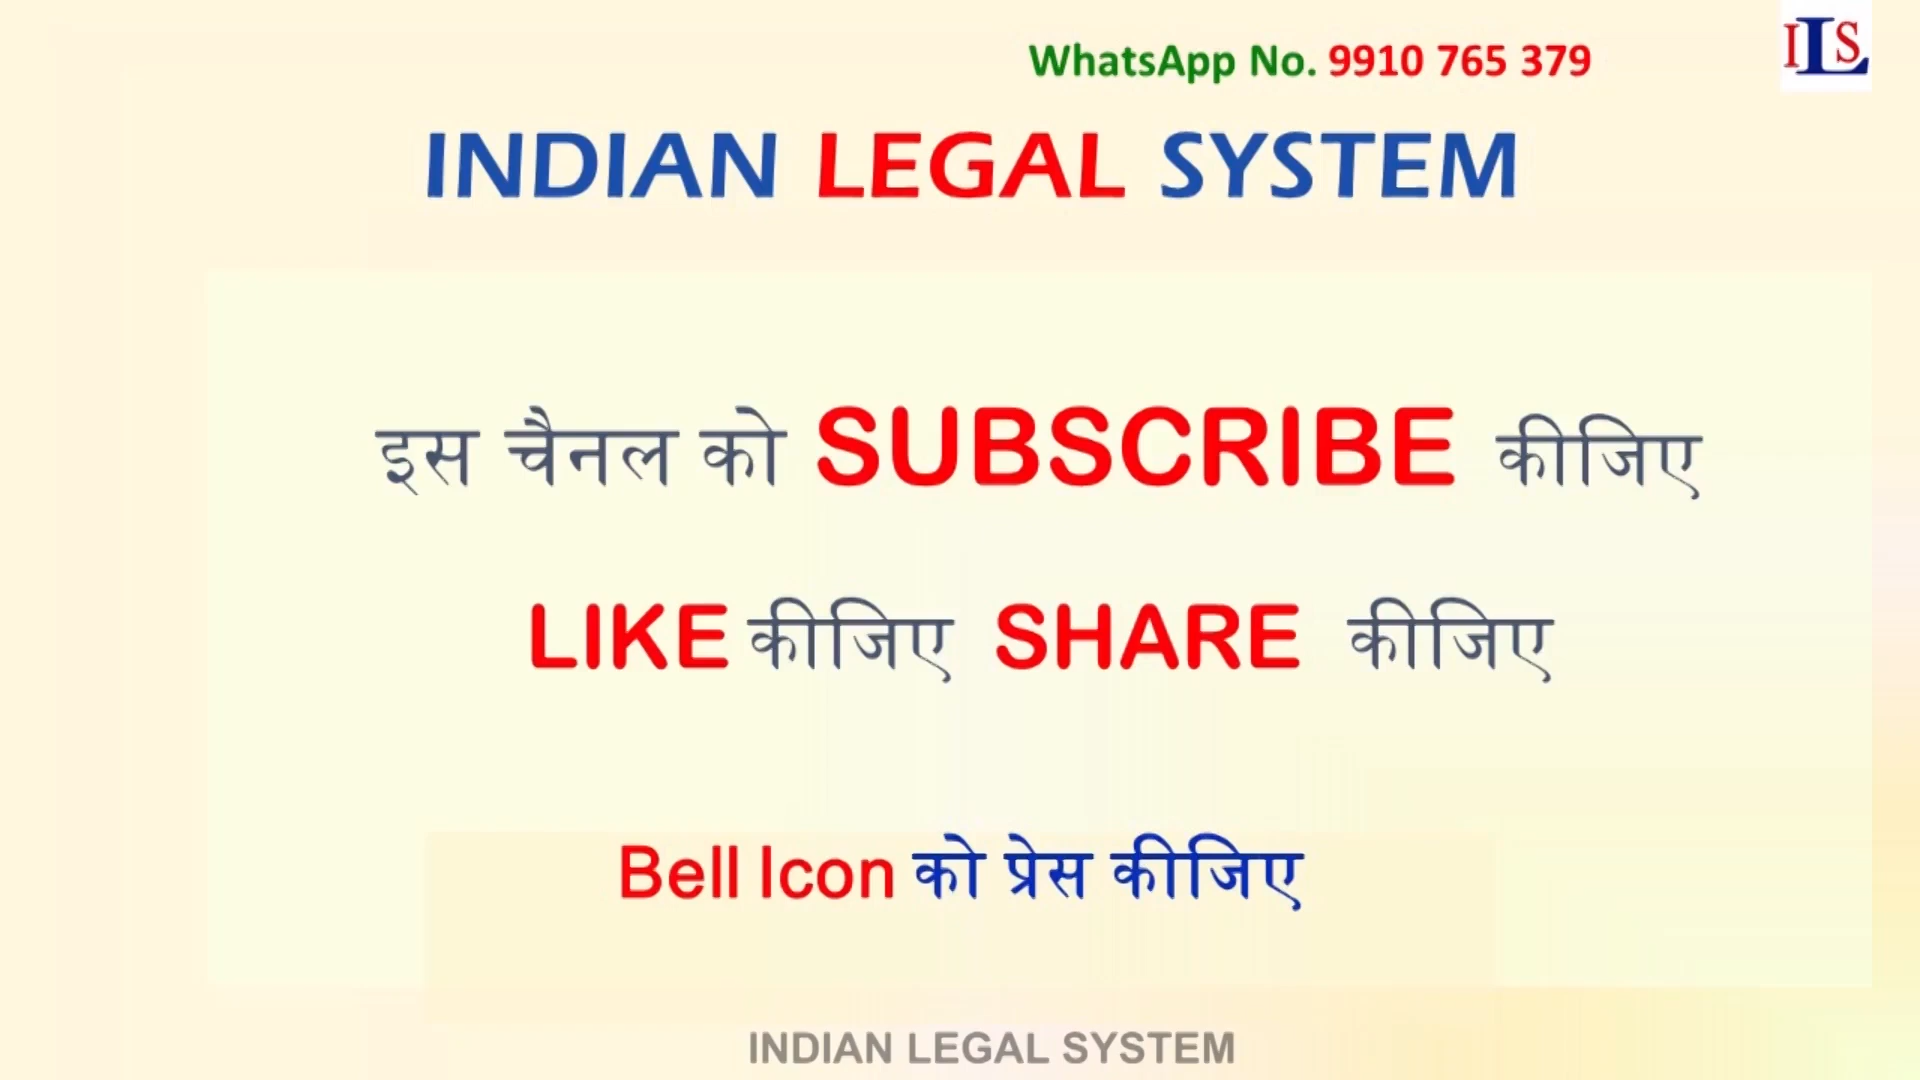 WhatsApp No. 9910 765 379
ILS
INDIAN LEGAL SYSTEM
इस चैनल को SUBSCRIBE कीजिए
LIKE कीजिए SHARE कीजिए
Bell Icon को प्रेस कीजिए
INDIAN LEGAL SYSTEM